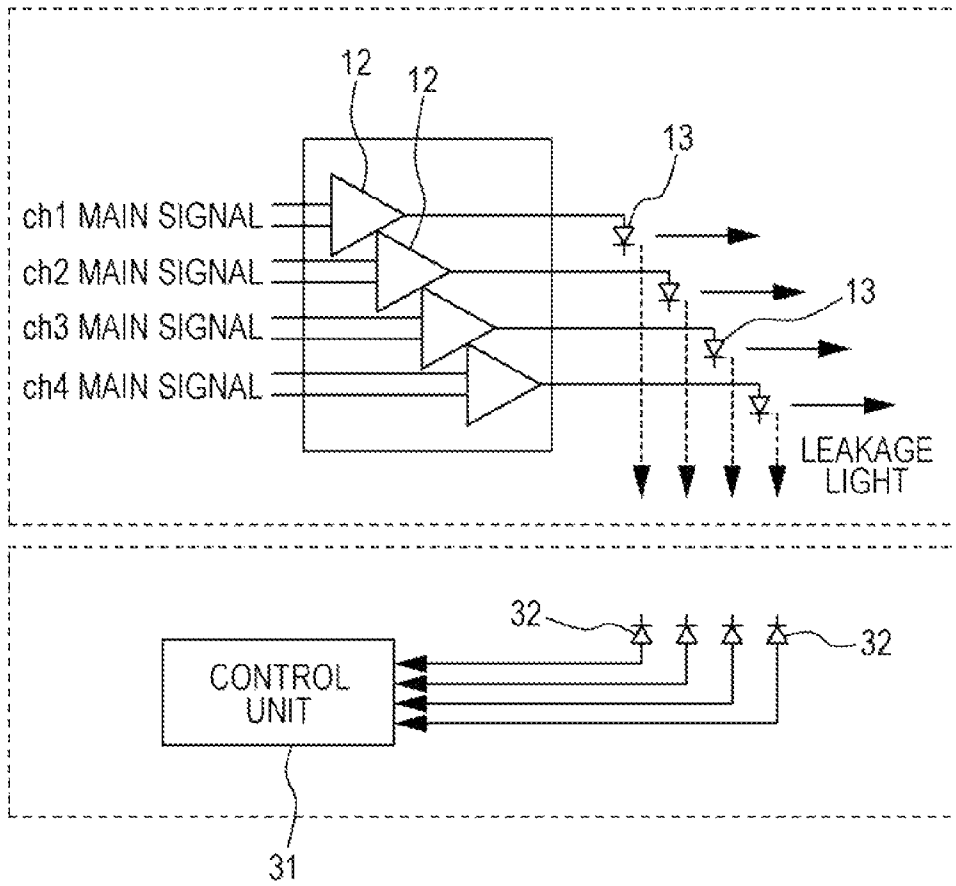 12
12
13
ch1 MAIN SIGNAL
ch2 MAIN SIGNAL
13
ch3 MAIN SIGNAL
ch4 MAIN SIGNAL
LEAKAGE
LIGHT
32
32
CONTROL
UNIT
31